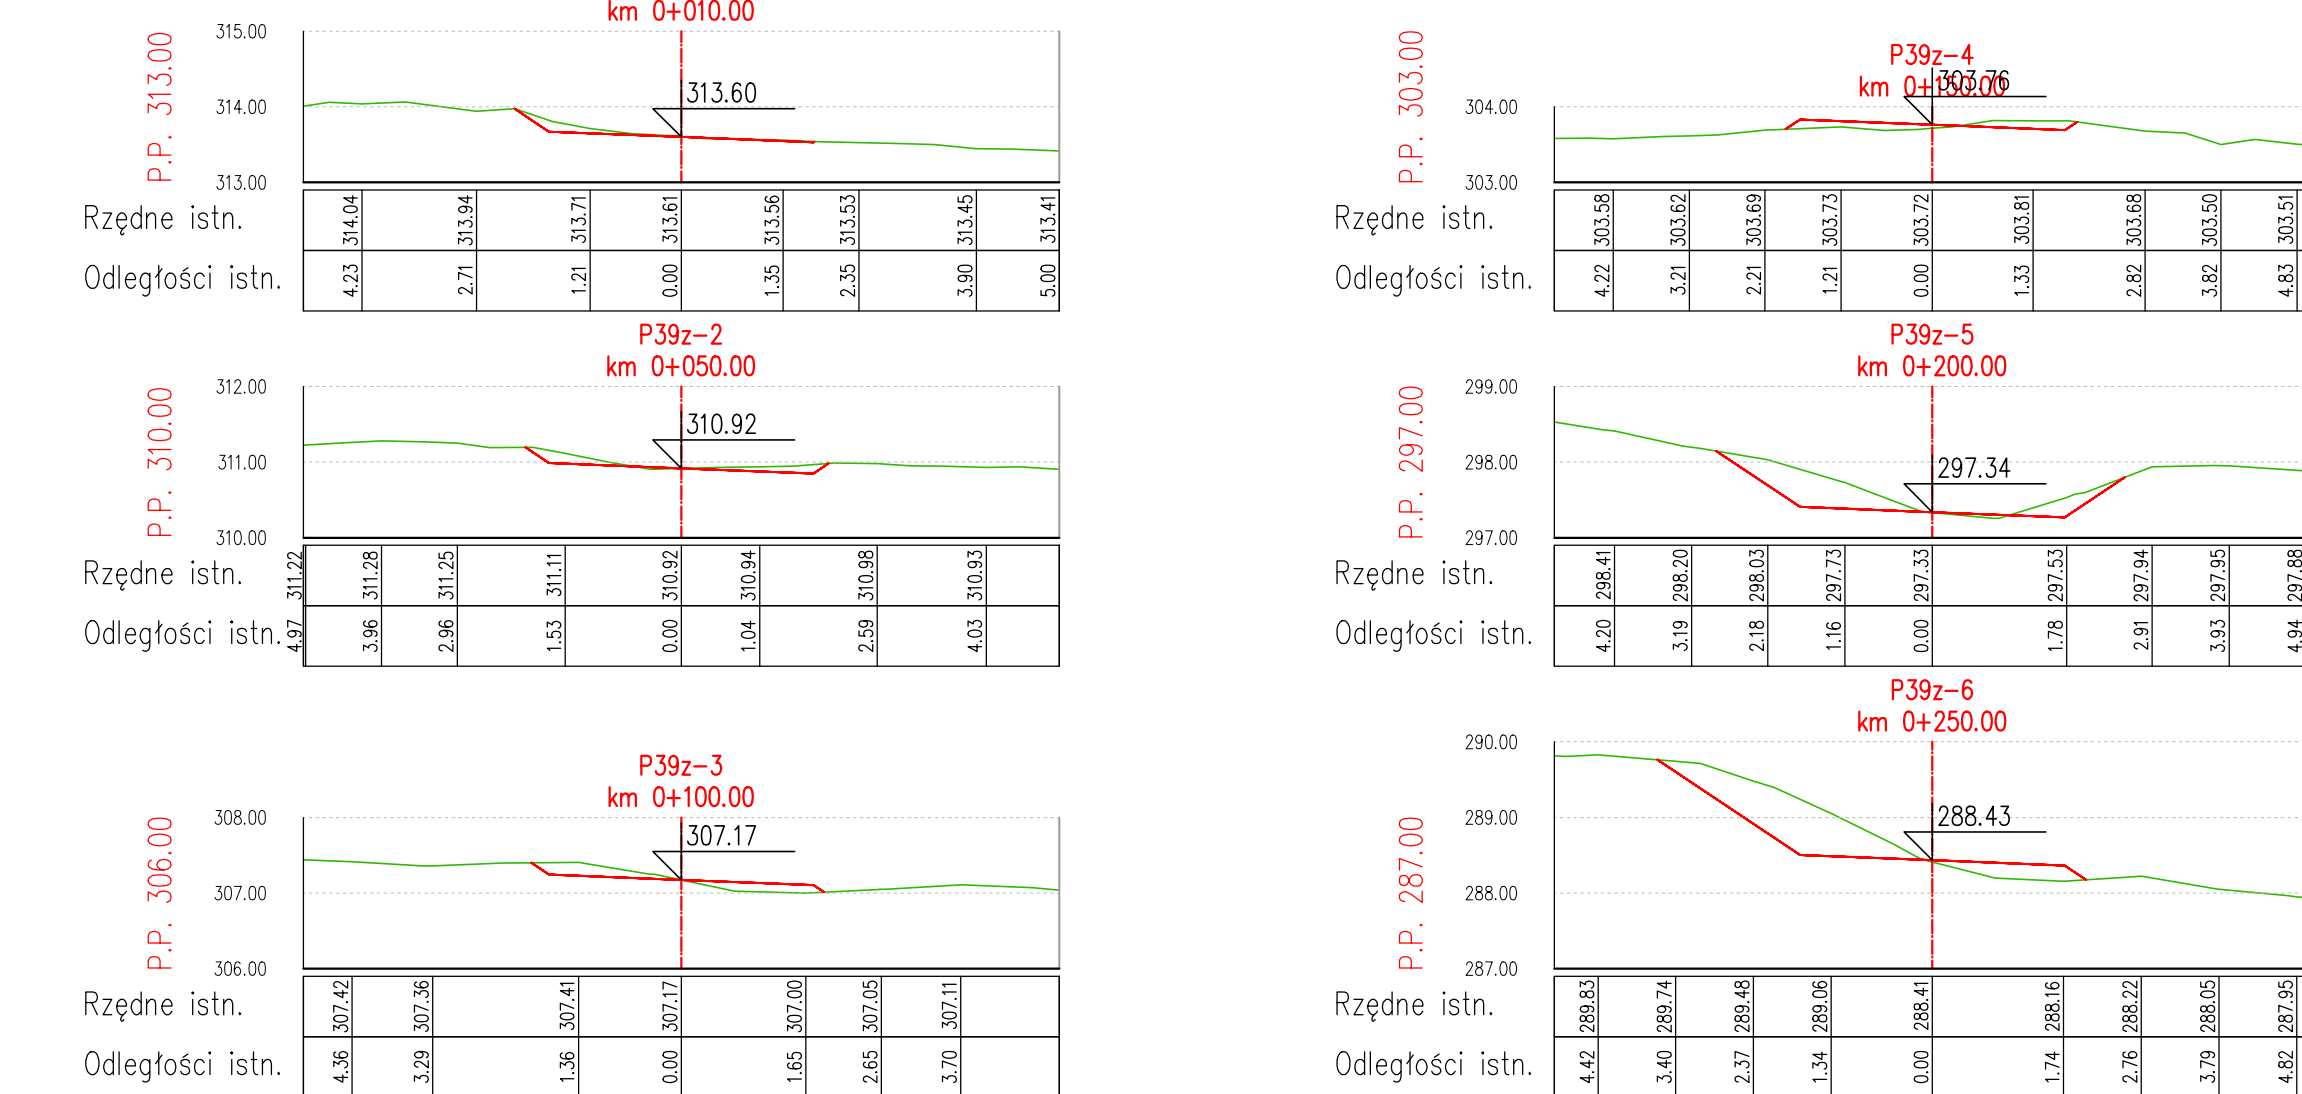 km 0+010.00
P.P. 313.00
315.00
314.00
313.00
313.60
Rzędne istn.
314.04 313.94 313.71 313.61 313.56 313.53 313.45 313.41
Odległości istn.
4.23 2.71 1.21 0.00 1.35 2.35 3.90 5.00
P39z-2
km 0+050.00
P.P. 310.00
312.00
311.00
310.00
310.92
Rzędne istn.
311.22 311.28 311.25 311.11 310.92 310.94 310.98 310.93
Odległości istn.
4.97 3.96 2.96 1.53 0.00 1.04 2.59 4.03
P39z-3
km 0+100.00
P.P. 306.00
308.00
307.00
306.00
307.17
Rzędne istn.
307.42 307.36 307.41 307.17 307.00 307.05 307.11
Odległości istn.
4.36 3.29 1.36 0.00 1.65 2.65 3.70
P39z-4
km 0+150.00
P.P. 303.00
304.00
303.00
303.76
Rzędne istn.
303.58 303.62 303.69 303.73 303.72 303.81 303.68 303.50 303.51
Odległości istn.
4.22 3.21 2.21 1.21 0.00 1.33 2.82 3.82 4.83
P39z-5
km 0+200.00
P.P. 297.00
299.00
298.00
297.00
297.34
Rzędne istn.
298.41 298.20 298.03 297.73 297.33 297.53 297.94 297.95 297.88
Odległości istn.
4.20 3.19 2.18 1.16 0.00 1.78 2.91 3.93 4.94
P39z-6
km 0+250.00
P.P. 287.00
290.00
289.00
288.00
287.00
288.43
Rzędne istn.
289.83 289.74 289.48 289.06 288.41 288.16 288.22 288.05 287.95
Odległości istn.
4.42 3.40 2.37 1.34 0.00 1.74 2.76 3.79 4.82